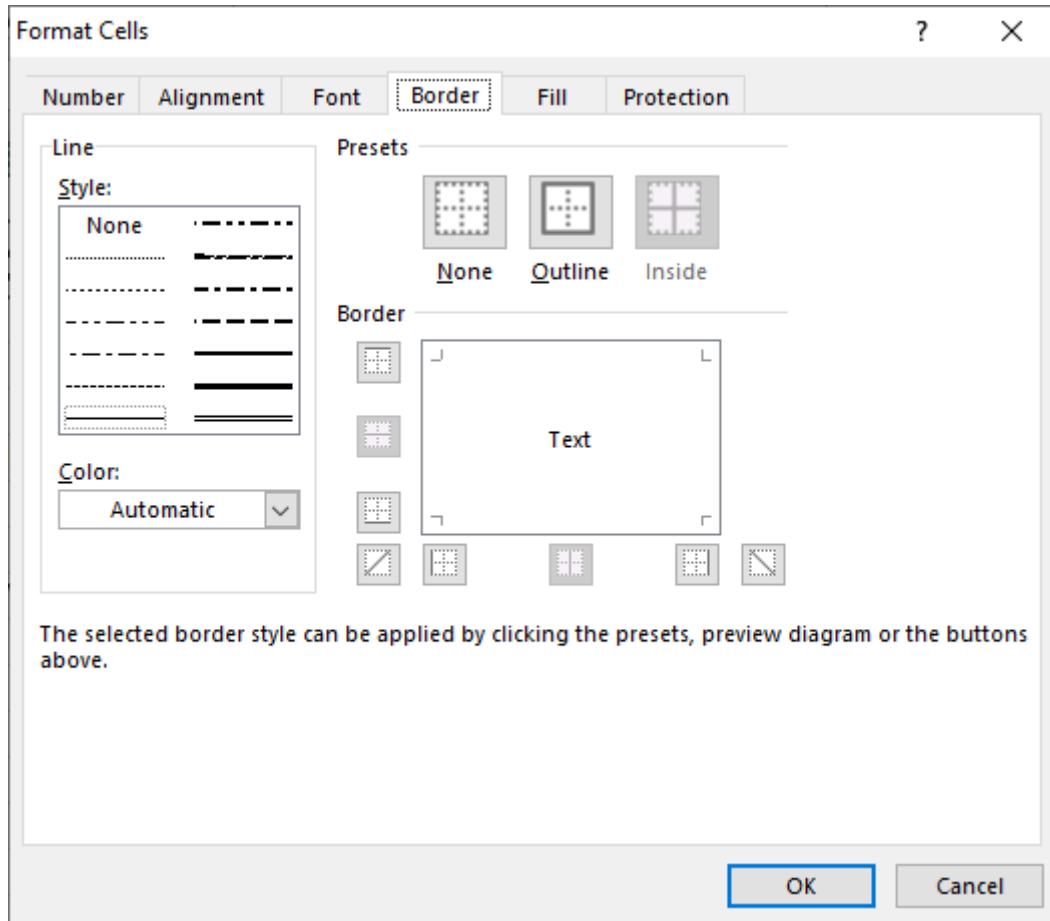 Format Cells
?
Number Alignment Font Border Fill Protection
Line
Style:
None
Color:
Automatic
Presets
None Outline Inside
Border
Text
The selected border style can be applied by clicking the presets, preview diagram or the buttons
above.
OK Cancel